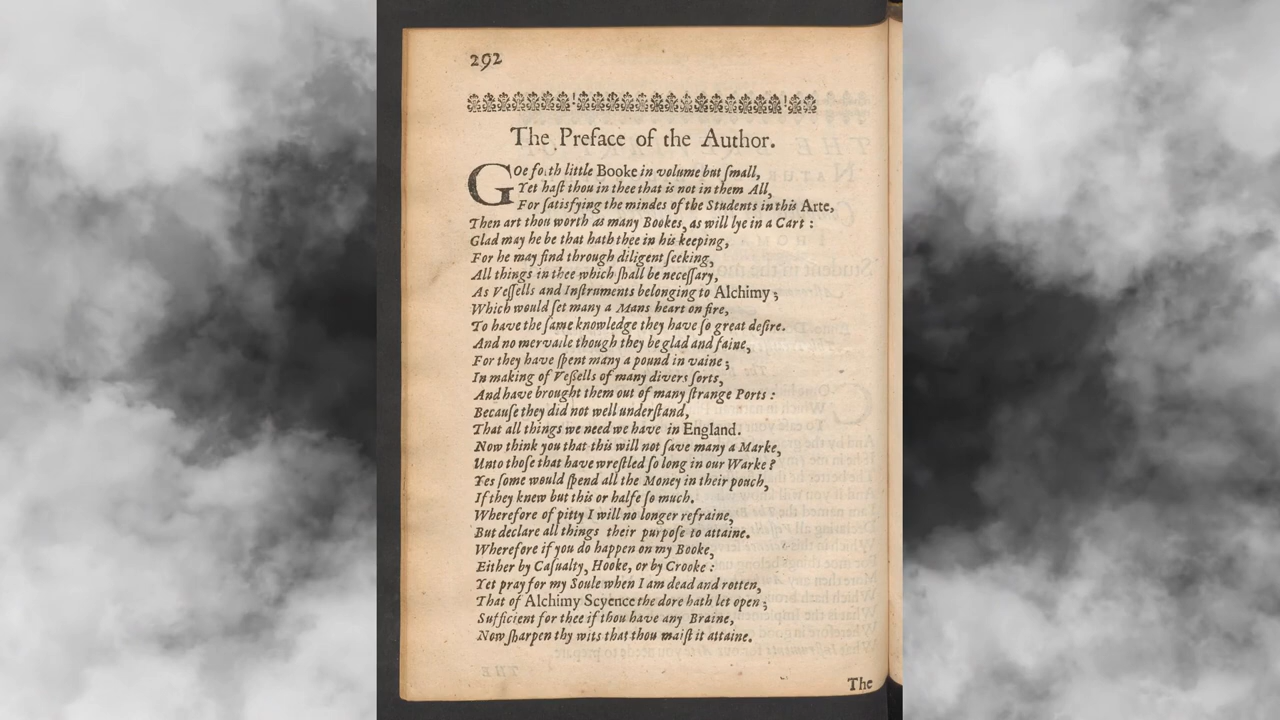 292
The Preface of the Author.
Goe forth little Booke in volume but ſmall,
Yet haſt thou in thee that is not in them All,
For ſatisfying the mindes of the Students in this Arte,
Then art thou worth as many Bookes, as will lye in a Cart :
Glad may he be that hath thee in his keeping,
For he may find through diligent ſeeking,
All things in thee which ſhall be neceſſary,
As Veſſells and Inſtruments belonging to Alchimy ;
Which would ſet many a Mans heart on fire,
To have the ſame knowledge they have ſo great deſire.
And no mervaile though they be glad and faine,
For they have ſpent many a pound in vaine ;
In making of Veßells of many divers ſorts,
And have brought them out of many ſtrange Ports :
Becauſe they did not well underſtand,
That all things we need we have in England.
Now think you that this will not ſave many a Marke,
Unto thoſe that have wreſtled ſo long in our Warke ?
Yes ſome would ſpend all the Money in their pouch,
If they knew but this or halfe ſo much.
Wherefore of pitty I will no longer refraine,
But declare all things their purpoſe to attaine.
Wherefore if you do happen on my Booke,
Either by Caſualty, Hooke, or by Crooke :
Yet pray for my Soule when I am dead and rotten,
That of Alchimy Scyence the dore hath let open ;
Sufficient for thee if thou have any Braine,
Now ſharpen thy wits that thou maiſt it attaine.
The